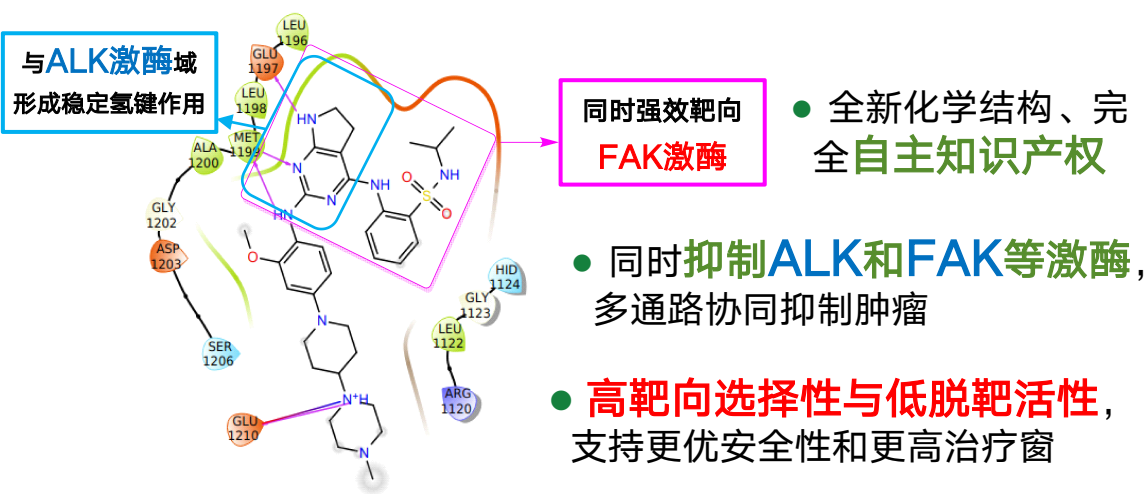 与ALK激酶域
形成稳定氢键作用
LEU
1196
GLU
1197
LEU
1198
MET
1199
ALA
1200
GLY
1202
ASP
1203
SER
1206
GLU
1210
HN
N
N
HN
NH
O
S
NH
O
O
N
N⁺H
N
HID
1124
GLY
1123
LEU
1122
ARG
1120
同时强效靶向
FAK激酶
● 全新化学结构、完
全自主知识产权
● 同时抑制ALK和FAK等激酶,
多通路协同抑制肿瘤
● 高靶向选择性与低脱靶活性,
支持更优安全性和更高治疗窗